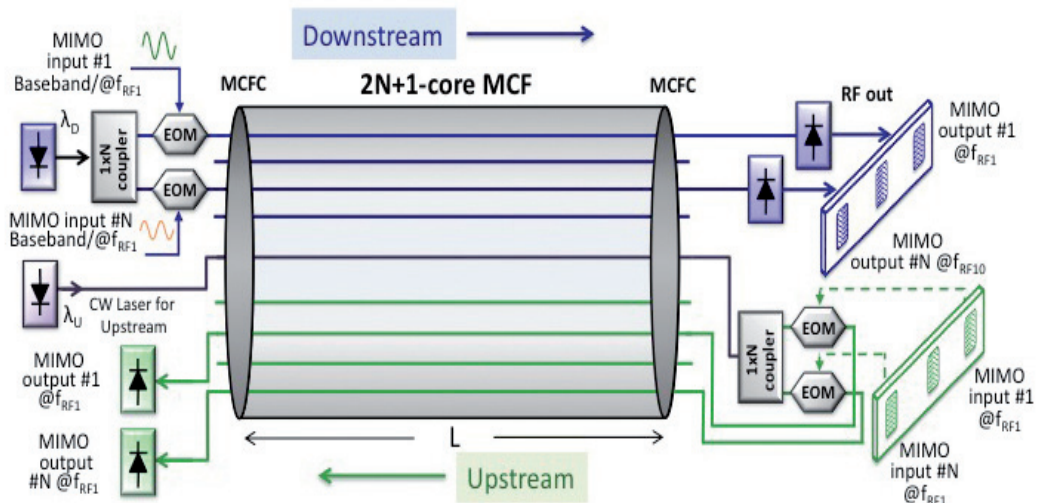 Downstream
MIMO
input #1
Baseband/@fRF1
MCFC
2N+1-core MCF
MCFC
λD
1xN
coupler
EOM
EOM
RF out
MIMO
output #1
@fRF1
MIMO input #N
Baseband/@fRF1
MIMO
output #N @fRF10
λU
CW Laser for
Upstream
1xN
coupler
EOM
EOM
MIMO
output #1
@fRF1
MIMO
input #1
@fRF1
MIMO
output
#N @fRF1
L
Upstream
MIMO
input #N
@fRF1